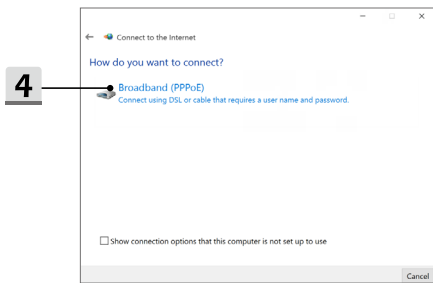 Connect to the Internet
How do you want to connect?
4
Broadband (PPPoE)
Connect using DSL or cable that requires a user name and password.
Show connection options that this computer is not set up to use
Cancel